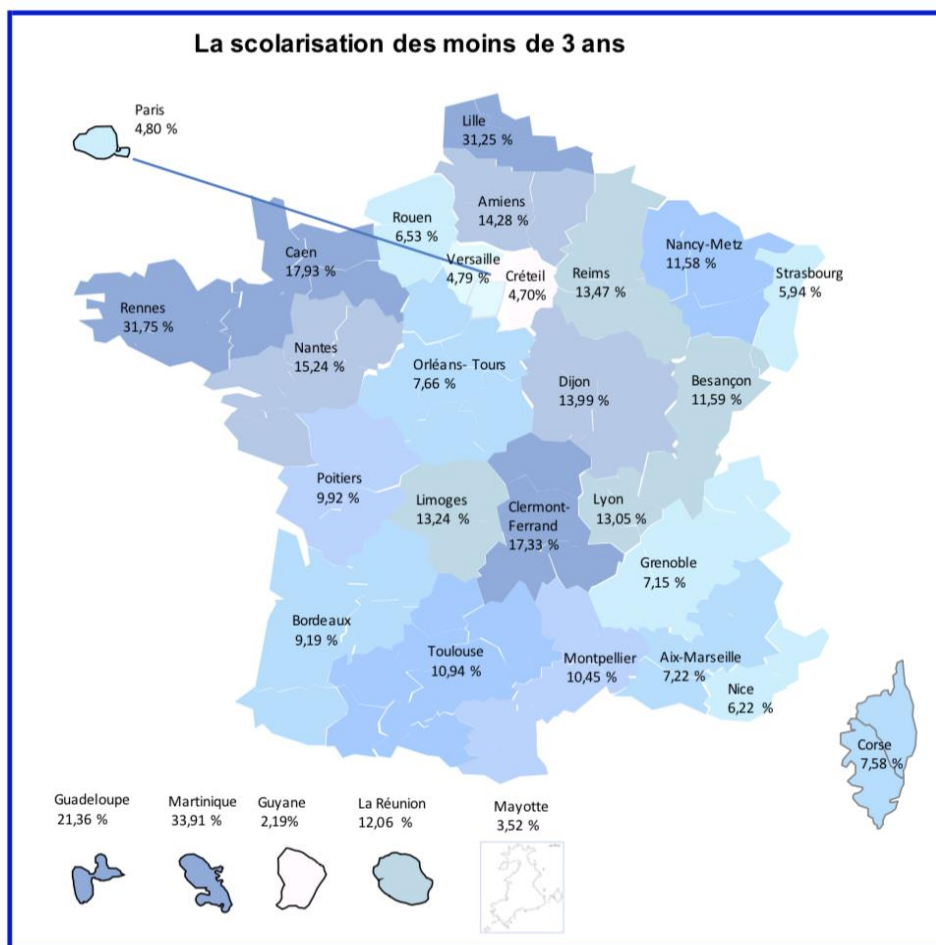 La scolarisation des moins de 3 ans
Paris
4,80 %
Lille
31,25 %
Amiens
14,28 %
Rouen
6,53 %
Caen
17,93 %
Versaille
4,79 %
Créteil
4,70%
Reims
13,47 %
Nancy-Metz
11,58 %
Strasbourg
5,94 %
Rennes
31,75 %
Nantes
15,24 %
Orléans- Tours
7,66 %
Dijon
13,99 %
Besançon
11,59 %
Poitiers
9,92 %
Limoges
13,24 %
Clermont-
Ferrand
17,33 %
Lyon
13,05 %
Grenoble
7,15 %
Bordeaux
9,19 %
Toulouse
10,94 %
Montpellier
10,45 %
Aix-Marseille
7,22 %
Nice
6,22 %
Corse
7,58 %
Guadeloupe
21,36 %
Martinique
33,91 %
Guyane
2,19%
La Réunion
12,06 %
Mayotte
3,52 %